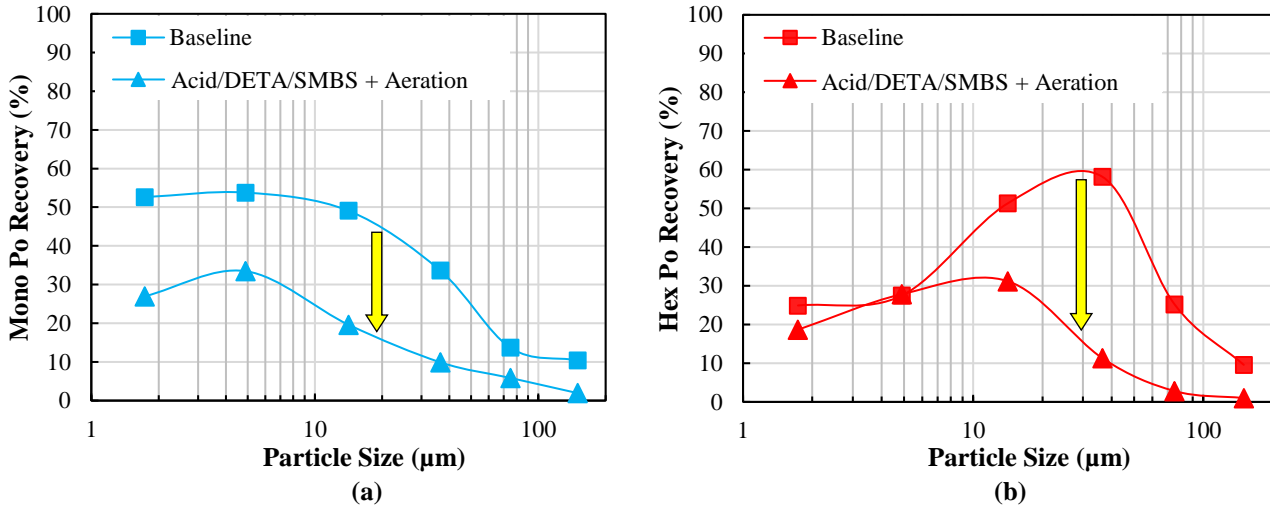 Mono Po Recovery (%)
100
90
80
70
60
50
40
30
20
10
0
Baseline
Acid/DETA/SMBS + Aeration
1
10
100
Particle Size (µm)
(a)
Hex Po Recovery (%)
100
90
80
70
60
50
40
30
20
10
0
Baseline
Acid/DETA/SMBS + Aeration
1
10
100
Particle Size (µm)
(b)